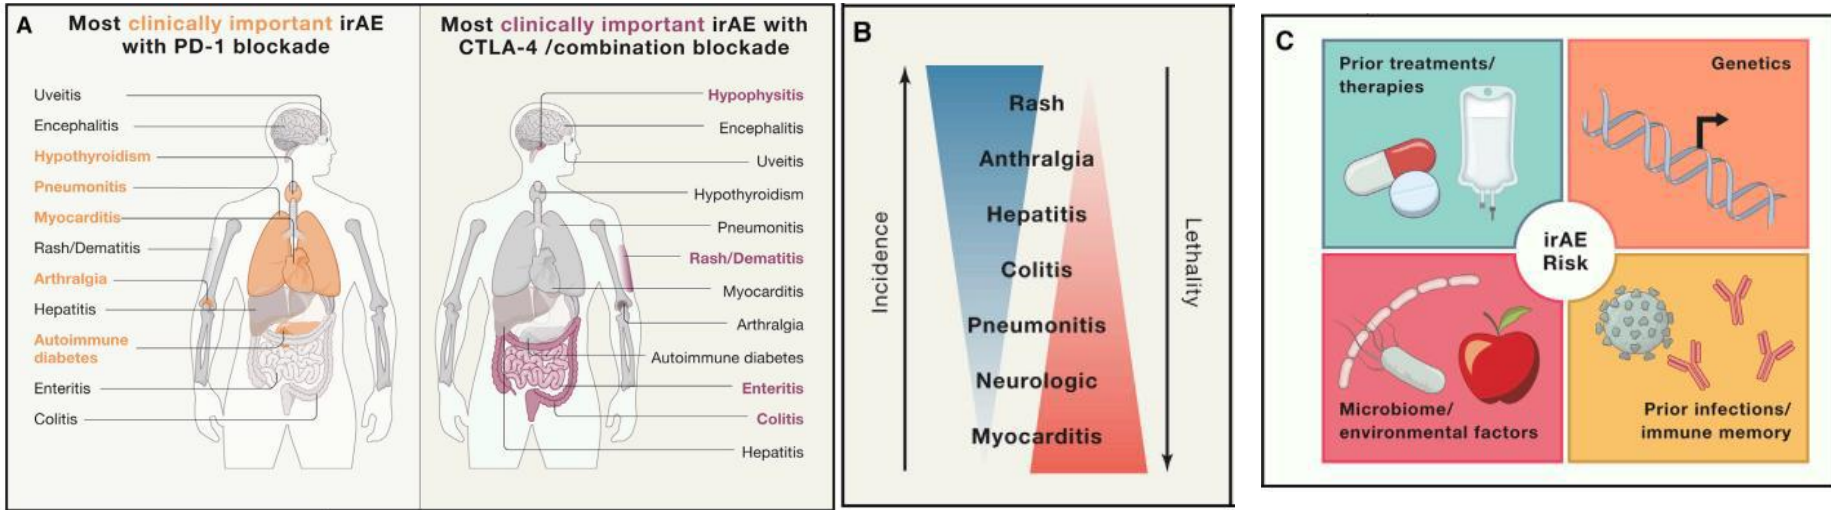 A
Most clinically important irAE
with PD-1 blockade
Uveitis
Encephalitis
Hypothyroidism
Pneumonitis
Myocarditis
Rash/Dematitis
Arthralgia
Hepatitis
Autoimmune
diabetes
Enteritis
Colitis
Most clinically important irAE with
CTLA-4 /combination blockade
Hypophysitis
Encephalitis
Uveitis
Hypothyroidism
Pneumonitis
Rash/Dematitis
Myocarditis
Arthralgia
Autoimmune diabetes
Enteritis
Colitis
Hepatitis
B
Incidence
Rash
Anthralgia
Hepatitis
Colitis
Pneumonitis
Neurologic
Myocarditis
Lethality
C
Prior treatments/
therapies
Genetics
irAE
Risk
Microbiome/
environmental factors
Prior infections/
immune memory